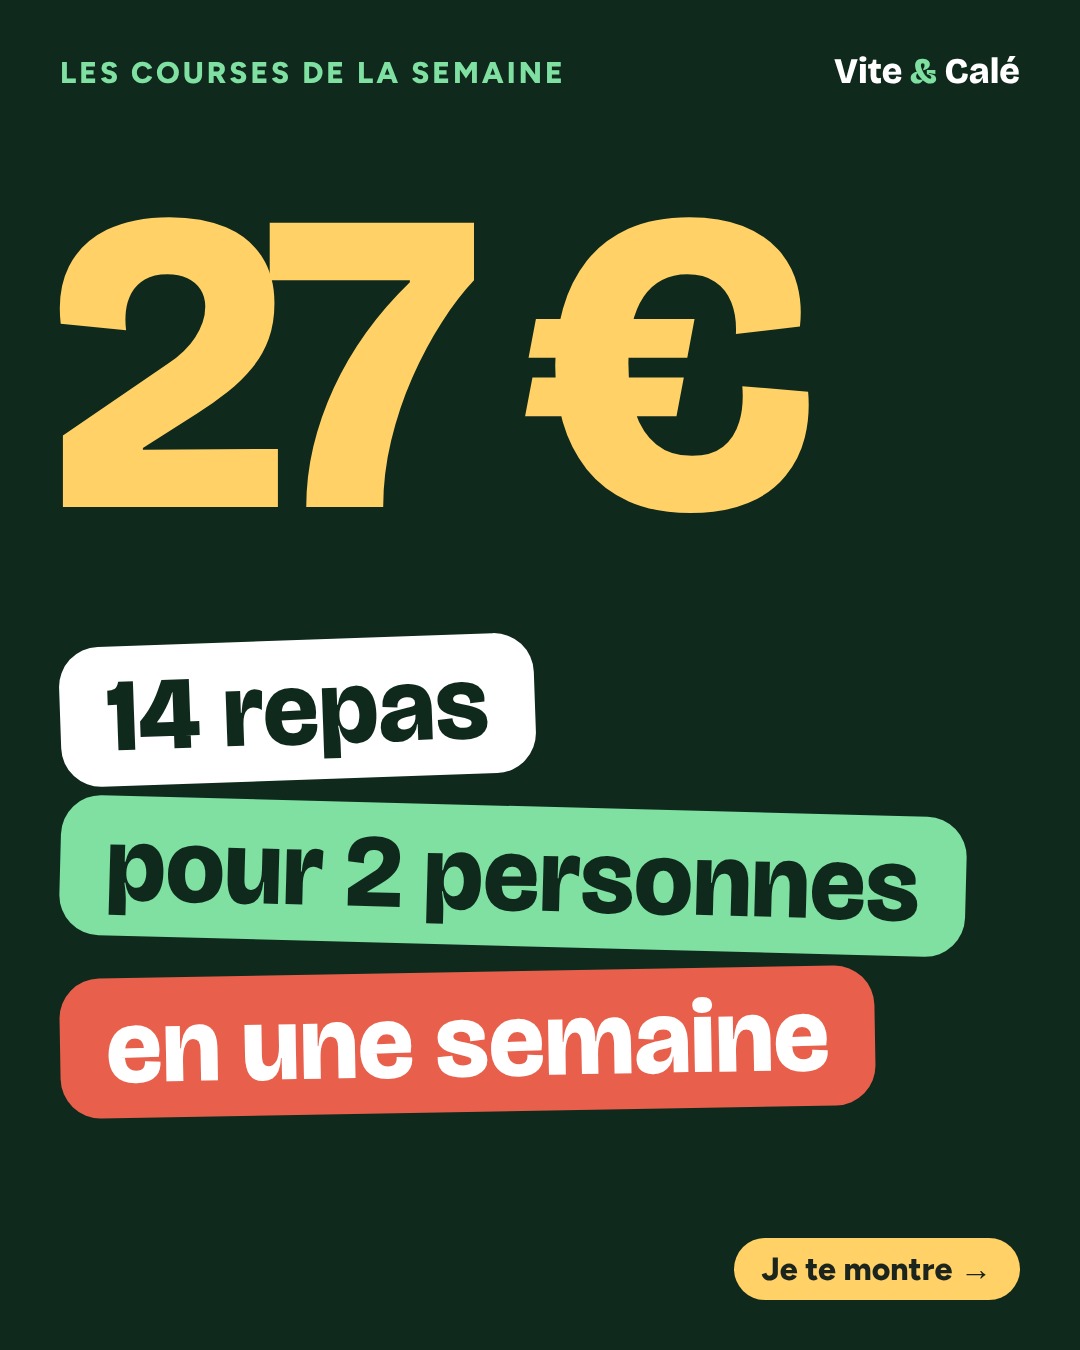 LES COURSES DE LA SEMAINE
Vite & Calé
27 €
14 repas
pour 2 personnes
en une semaine
Je te montre →